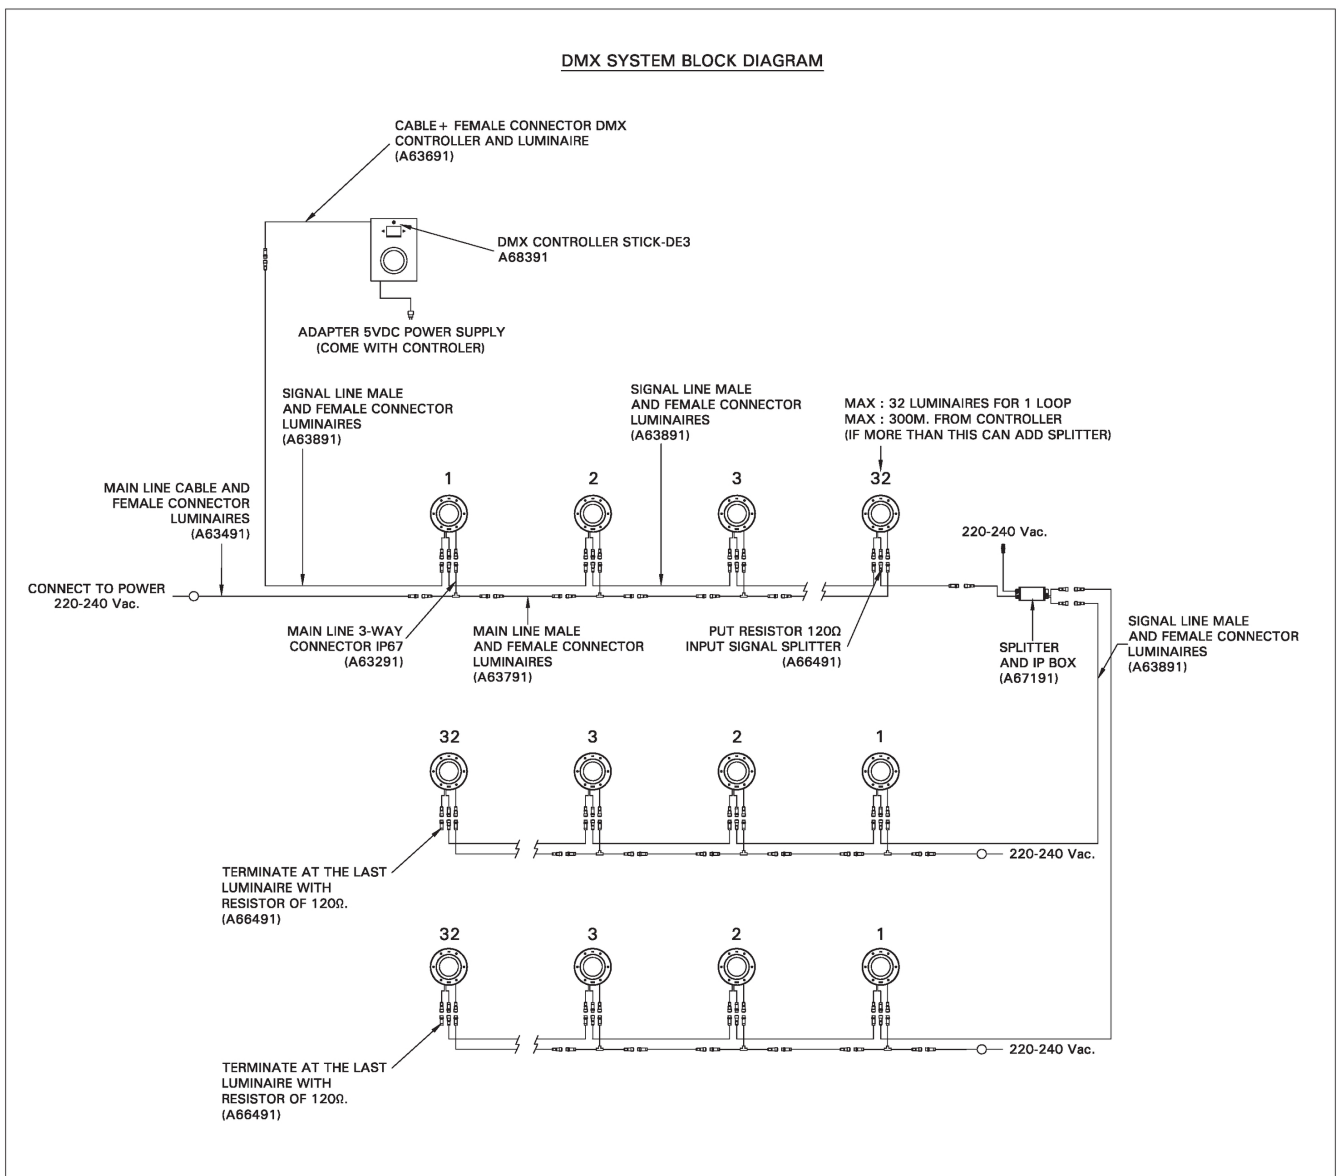 DMX SYSTEM BLOCK DIAGRAM
CABLE+ FEMALE CONNECTOR DMX
CONTROLLER AND LUMINAIRE
(A63691)
DMX CONTROLLER STICK-DE3
A68391
ADAPTER 5VDC POWER SUPPLY
(COME WITH CONTROLER)
SIGNAL LINE MALE
AND FEMALE CONNECTOR
LUMINAIRES
(A63891)
SIGNAL LINE MALE
AND FEMALE CONNECTOR
LUMINAIRES
(A63891)
MAX : 32 LUMINAIRES FOR 1 LOOP
MAX : 300M. FROM CONTROLLER
(IF MORE THAN THIS CAN ADD SPLITTER)
MAIN LINE CABLE AND
FEMALE CONNECTOR
LUMINAIRES
(A63491)
1
2
3
32
220-240 Vac.
CONNECT TO POWER
220-240 Vac.
MAIN LINE 3-WAY
CONNECTOR IP67
(A63291)
MAIN LINE MALE
AND FEMALE CONNECTOR
LUMINAIRES
(A63791)
PUT RESISTOR 120Ω
INPUT SIGNAL SPLITTER
(A66491)
SPLITTER
AND IP BOX
(A67191)
SIGNAL LINE MALE
AND FEMALE CONNECTOR
LUMINAIRES
(A63891)
32
3
2
1
220-240 Vac.
TERMINATE AT THE LAST
LUMINAIRE WITH
RESISTOR OF 120Ω.
(A66491)
32
3
2
1
220-240 Vac.
TERMINATE AT THE LAST
LUMINAIRE WITH
RESISTOR OF 120Ω.
(A66491)